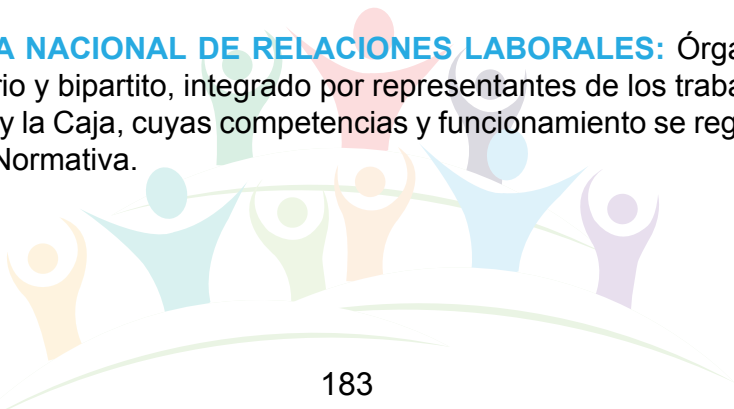 A NACIONAL DE RELACIONES LABORALES: Órga
rio y bipartito, integrado por representantes de los traba
y la Caja, cuyas competencias y funcionamiento se reg
Normativa.
183